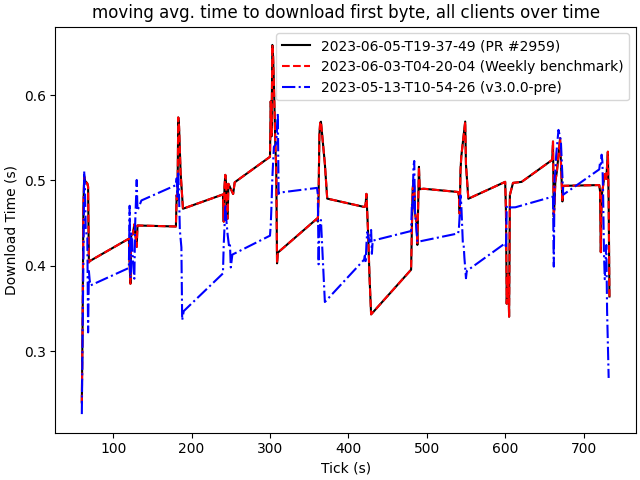 moving avg. time to download first byte, all clients over time
2023-06-05-T19-37-49 (PR #2959)
2023-06-03-T04-20-04 (Weekly benchmark)
2023-05-13-T10-54-26 (v3.0.0-pre)
Download Time (s)
0.6
0.5
0.4
0.3
100 200 300 400 500 600 700
Tick (s)